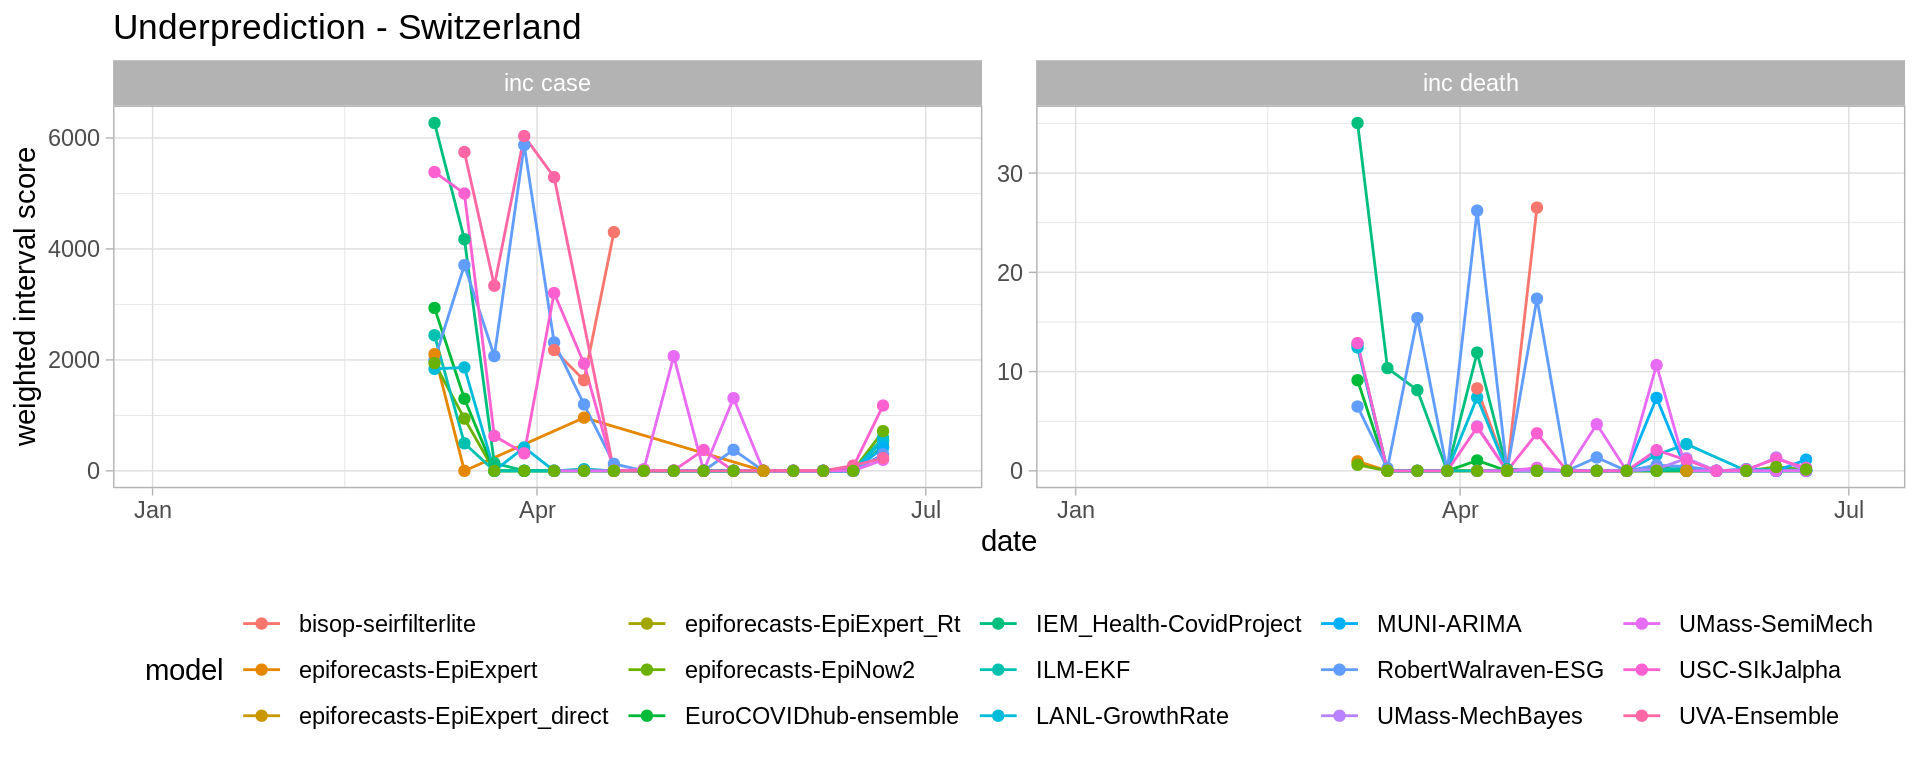 Underprediction - Switzerland
inc case
inc death
weighted interval score
6000
4000
2000
0
30
20
10
0
Jan
Apr
Jul
Jan
Apr
Jul
date
model
bisop-seirfilterlite
epiforecasts-EpiExpert
epiforecasts-EpiExpert_direct
epiforecasts-EpiExpert_Rt
epiforecasts-EpiNow2
EuroCOVIDhub-ensemble
IEM_Health-CovidProject
ILM-EKF
LANL-GrowthRate
MUNI-ARIMA
RobertWalraven-ESG
UMass-MechBayes
UMass-SemiMech
USC-SIkJalpha
UVA-Ensemble